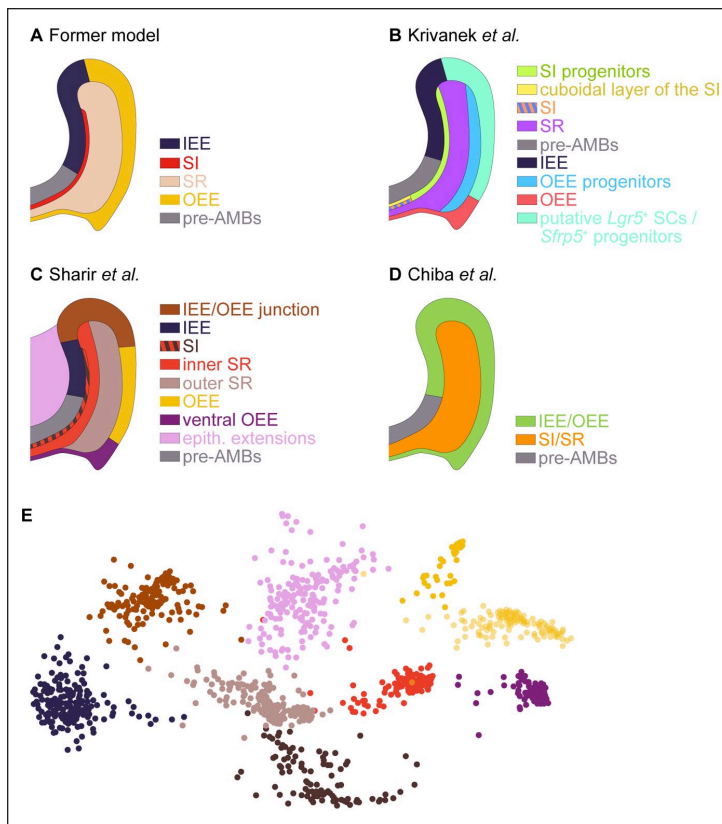 A Former model
IEE
SI
SR
OEE
pre-AMBs
B Krivanek et al.
SI progenitors
cuboidal layer of the SI
SI
SR
pre-AMBs
IEE
OEE progenitors
OEE
putative Lgr5⁺ SCs /
Sfrp5⁺ progenitors
C Sharir et al.
IEE/OEE junction
IEE
SI
inner SR
outer SR
OEE
ventral OEE
epith. extensions
pre-AMBs
D Chiba et al.
IEE/OEE
SI/SR
pre-AMBs
E